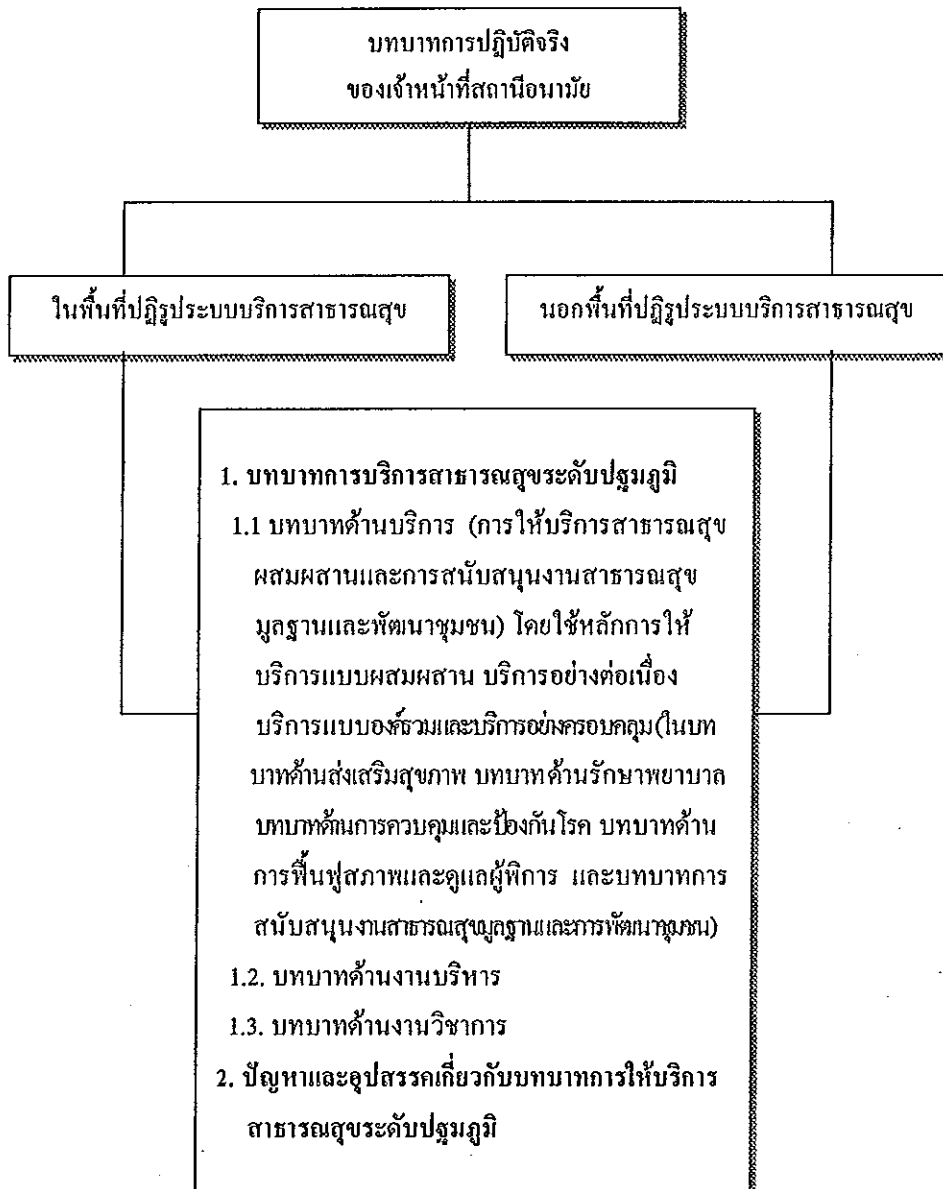 บทบาทการปฏิบัติจริง
ของเจ้าหน้าที่สถานีอนามัย
ในพื้นที่ปฏิรูประบบบริการสาธารณสุข
นอกพื้นที่ปฏิรูประบบบริการสาธารณสุข
1. บทบาทการบริการสาธารณสุขระดับปฐมภูมิ
1.1 บทบาทด้านบริการ (การให้บริการสาธารณสุข
ผสมผสานและการสนับสนุนงานสาธารณสุข
มูลฐานและพัฒนาชุมชน) โดยใช้หลักการให้
บริการแบบผสมผสาน บริการอย่างต่อเนื่อง
บริการแบบองค์รวมและบริการอย่างครอบคลุม(ในบท
บาทด้านส่งเสริมสุขภาพ บทบาทด้านรักษาพยาบาล
บทบาทด้านการควบคุมและป้องกันโรค บทบาทด้าน
การฟื้นฟูสภาพและดูแลผู้พิการ และบทบาทการ
สนับสนุนงานสาธารณสุขมูลฐานและการพัฒนาชุมชน)
1.2. บทบาทด้านงานบริหาร
1.3. บทบาทด้านงานวิชาการ
2. ปัญหาและอุปสรรคเกี่ยวกับบทบาทการให้บริการ
สาธารณสุขระดับปฐมภูมิ